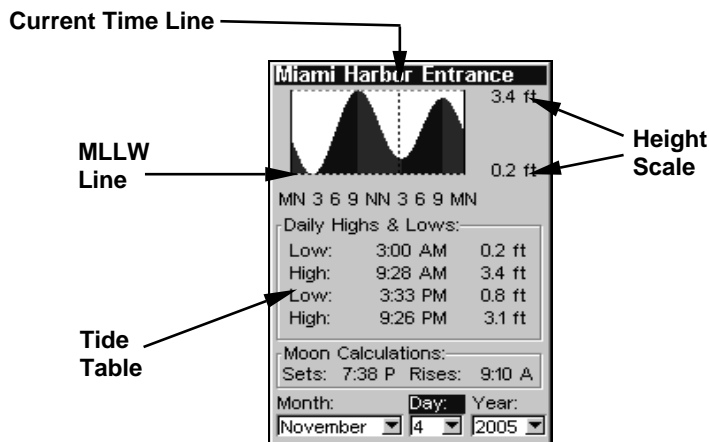 Current Time Line
Miami Harbor Entrance
3.4 ft
MLLW
Line
Height
Scale
0.2 ft
MN 3 6 9 NN 3 6 9 MN
Daily Highs & Lows:
Low: 3:00 AM 0.2 ft
High: 9:28 AM 3.4 ft
Low: 3:33 PM 0.8 ft
High: 9:26 PM 3.1 ft
Tide
Table
Moon Calculations:
Sets: 7:38 P Rises: 9:10 A
Month: Day: Year:
November 4 2005